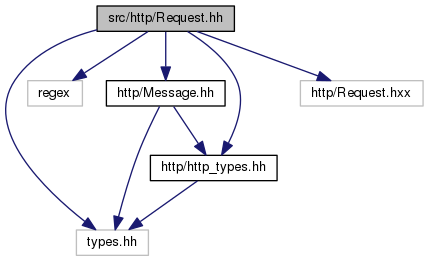 src/http/Request.hh
regex
http/Message.hh
http/Request.hxx
http/http_types.hh
types.hh